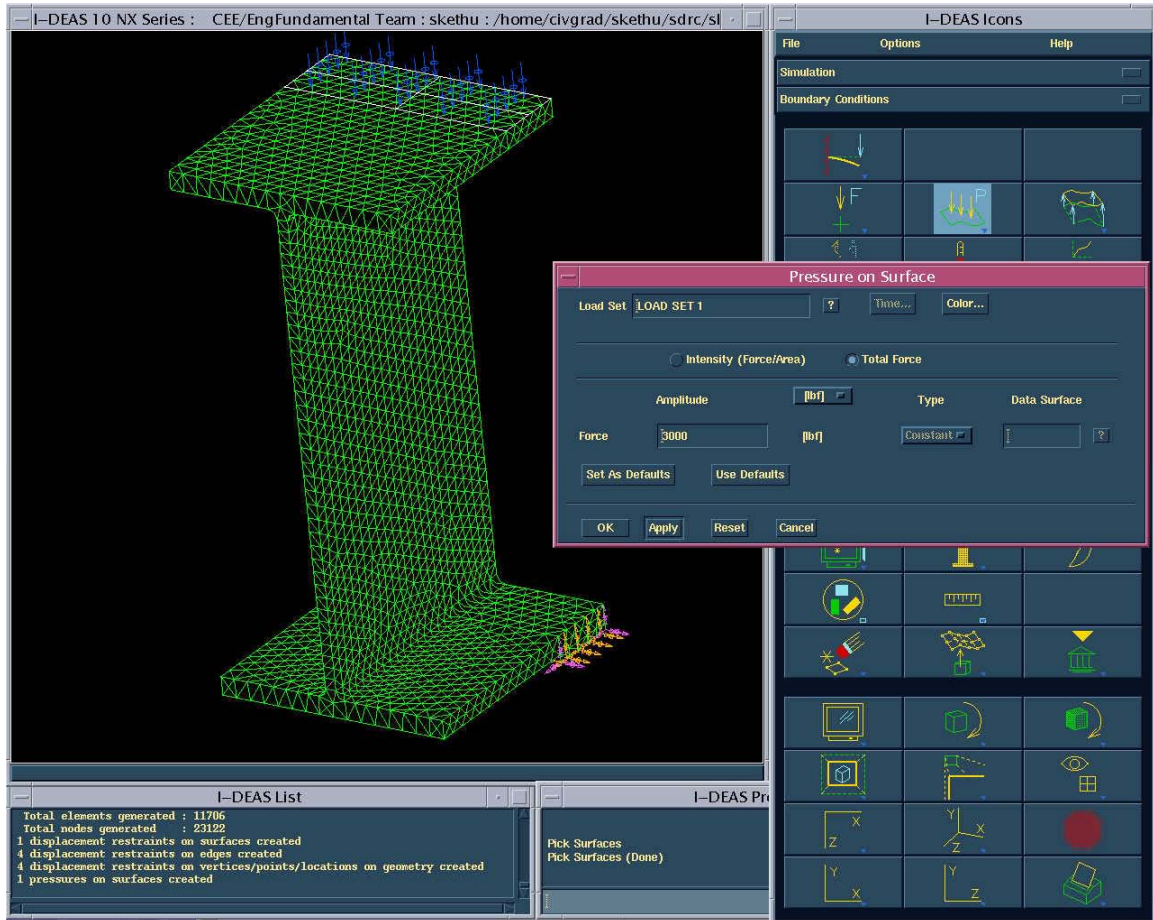 I-DEAS 10 NX Series :    CEE/EngFundamental Team : skethu : /home/civgrad/skethu/sdrc/sl
I-DEAS Icons
File    Options    Help
Simulation
Boundary Conditions
F    P
Pressure on Surface
Load Set    LOAD SET 1    ?    Time...    Color...
Intensity (Force/Area)    Total Force
Amplitude    [lbf]    Type    Data Surface
Force    3000    [lbf]    Constant    ?
Set As Defaults    Use Defaults
OK    Apply    Reset    Cancel
X    Y    X
Z    Z
Y    Y
X    Z
I-DEAS List
Total elements generated : 11706
Total nodes generated    : 23122
1 displacement restraints on surfaces created
4 displacement restraints on edges created
4 displacement restraints on vertices/points/locations on geometry created
1 pressures on surfaces created
I-DEAS Pr
Pick Surfaces
Pick Surfaces (Done)